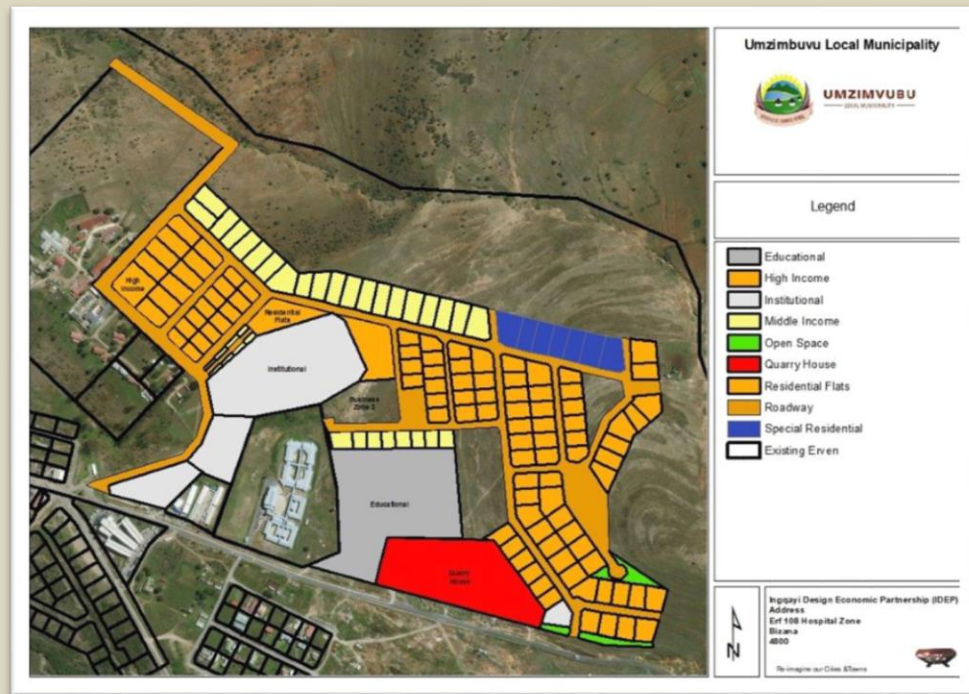 Umzimbuvu Local Municipality
UMZIMVUBU
LOCAL MUNICIPALITY
Legend
Educational
High Income
Institutional
Middle Income
Open Space
Quarry House
Residential Flats
Roadway
Special Residential
Existing Erven
High
Income
Residential
Flats
Institutional
Business
Zone 2
Educational
Quarry
House
N
Ingqayi Design Economic Partnership (IDEP)
Address
Erf 108 Hospital Zone
Bizana
4800
Re-imagine our Cities &Towns